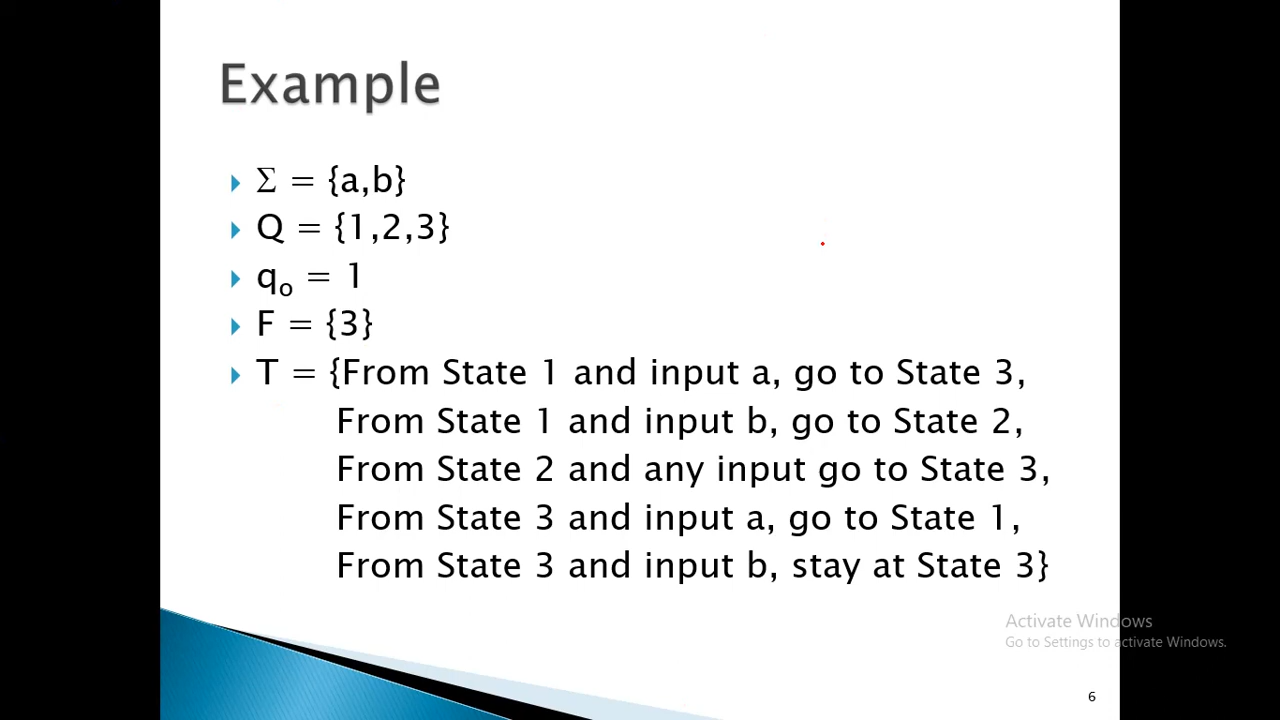 Example
Σ = {a,b}
Q = {1,2,3}
qo = 1
F = {3}
T = {From State 1 and input a, go to State 3,
From State 1 and input b, go to State 2,
From State 2 and any input go to State 3,
From State 3 and input a, go to State 1,
From State 3 and input b, stay at State 3}
Activate Windows
Go to Settings to activate Windows.
6